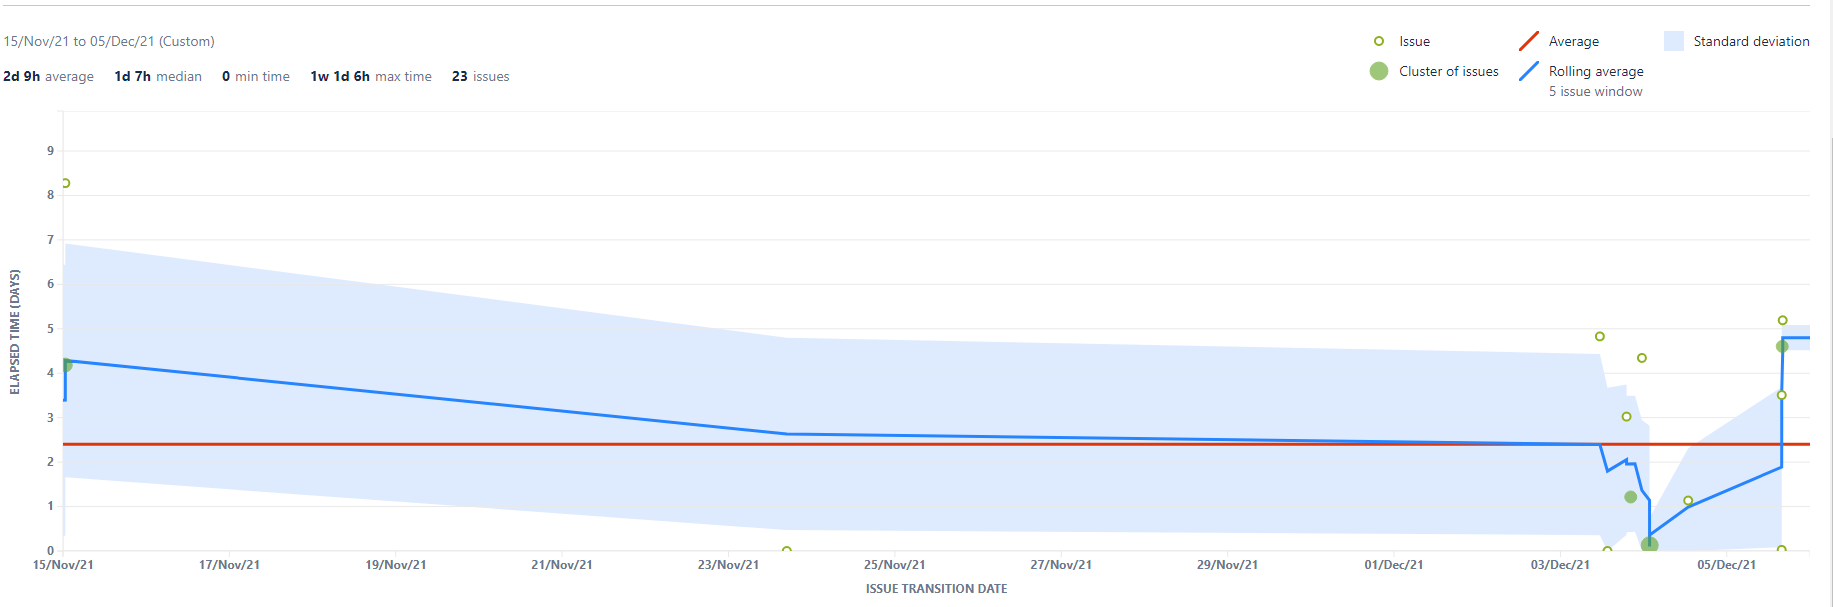 15/Nov/21 to 05/Dec/21 (Custom)
2d 9h average 1d 7h median 0 min time 1w 1d 6h max time 23 issues
Issue
Average
Standard deviation
Cluster of issues
Rolling average
5 issue window
ELAPSED TIME (DAYS)
9
8
7
6
5
4
3
2
1
0
15/Nov/21 17/Nov/21 19/Nov/21 21/Nov/21 23/Nov/21 25/Nov/21 27/Nov/21 29/Nov/21 01/Dec/21 03/Dec/21 05/Dec/21
ISSUE TRANSITION DATE